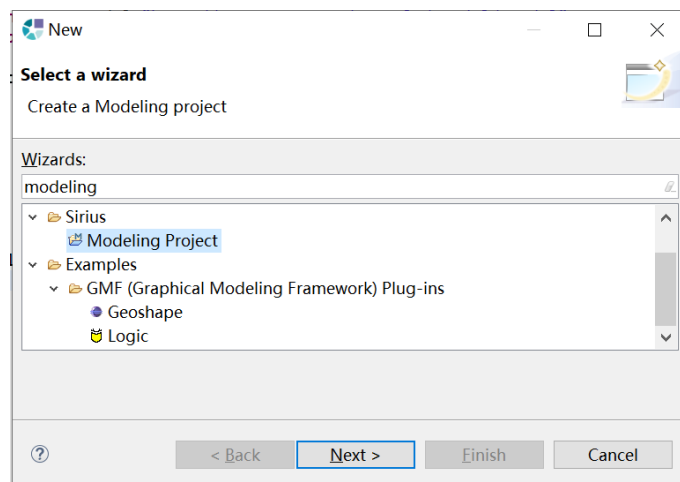 New
Select a wizard
Create a Modeling project
Wizards:
modeling
Sirius
Modeling Project
Examples
GMF (Graphical Modeling Framework) Plug-ins
Geoshape
Logic
< Back Next > Finish Cancel